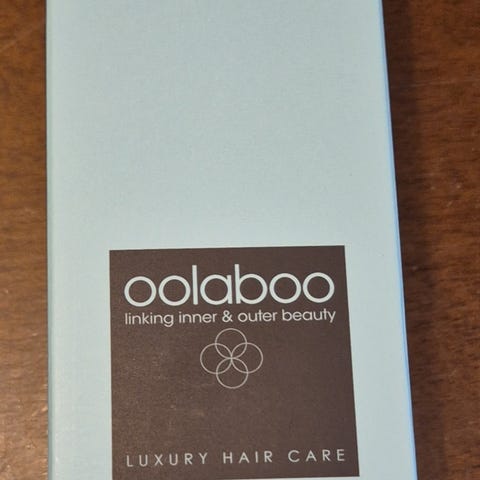 oolaboo
linking inner & outer beauty
LUXURY HAIR CARE